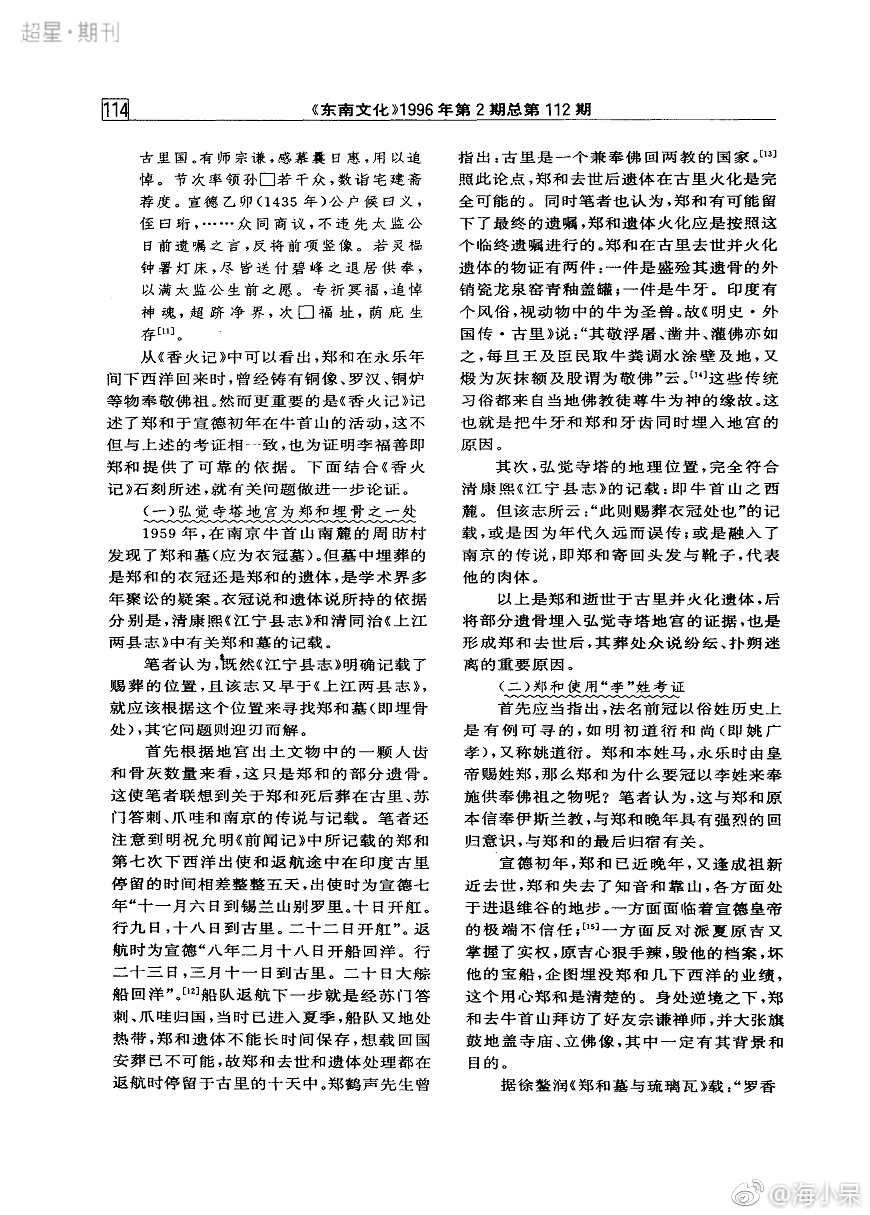 超星·期刊
114
《东南文化》1996年第2期总第112期
古里国。有师宗谦,感慕曩日惠,用以追
悼。节次率领孙□若干众,数诣宅建斋
荐度。宣德乙卯(1435年)公户侯曰义,
侄曰珩,……众同商议,不违先太监公
日前遗嘱之言,反将前项竖像。若灵榅
钟署灯床,尽皆送付碧峰之退居供奉,
以满太监公生前之愿。专祈冥福,追悼
神魂,超跻净界,次□福址,荫庇生
存[11]。
从《香火记》中可以看出,郑和在永乐年
间下西洋回来时,曾经铸有铜像、罗汉、铜炉
等物奉敬佛祖。然而更重要的是《香火记》记
述了郑和于宣德初年在牛首山的活动,这不
但与上述的考证相一致,也为证明李福善即
郑和提供了可靠的依据。下面结合《香火
记》石刻所述,就有关问题做进一步论证。
(一)弘觉寺塔地宫为郑和埋骨之一处
1959年,在南京牛首山南麓的周昉村
发现了郑和墓(应为衣冠墓)。但墓中埋葬的
是郑和的衣冠还是郑和的遗体,是学术界多
年聚讼的疑案。衣冠说和遗体说所持的依据
分别是,清康熙《江宁县志》和清同治《上江
两县志》中有关郑和墓的记载。
笔者认为,既然《江宁县志》明确记载了
赐葬的位置,且该志又早于《上江两县志》,
就应该根据这个位置来寻找郑和墓(即埋骨
处),其它问题则迎刃而解。
首先根据地宫出土文物中的一颗人齿
和骨灰数量来看,这只是郑和的部分遗骨。
这使笔者联想到关于郑和死后葬在古里、苏
门答刺、爪哇和南京的传说与记载。笔者还
注意到明祝允明《前闻记》中所记载的郑和
第七次下西洋出使和返航途中在印度古里
停留的时间相差整整五天,出使时为宣德七
年“十一月六日到锡兰山别罗里。十日开舡。
行九日,十八日到古里。二十二日开舡”。返
航时为宣德“八年二月十八日开船回洋。行
二十三日,三月十一日到古里。二十日大䑸
船回洋”。[12]船队返航下一步就是经苏门答
刺、爪哇归国,当时已进入夏季,船队又地处
热带,郑和遗体不能长时间保存,想载回国
安葬已不可能,故郑和去世和遗体处理都在
返航时停留于古里的十天中。郑鹤声先生曾
指出:古里是一个兼奉佛回两教的国家。[13]
照此论点,郑和去世后遗体在古里火化是完
全可能的。同时笔者也认为,郑和有可能留
下了最终的遗嘱,郑和遗体火化应是按照这
个临终遗嘱进行的。郑和在古里去世并火化
遗体的物证有两件:一件是盛殓其遗骨的外
销瓷龙泉窑青釉盖罐;一件是牛牙。印度有
个风俗,视动物中的牛为圣兽。故《明史·外
国传·古里》说:“其敬浮屠、凿井、灌佛亦如
之,每旦王及臣民取牛粪调水涂壁及地,又
煅为灰抹额及股谓为敬佛”云。[14]这些传统
习俗都来自当地佛教徒尊牛为神的缘故。这
也就是把牛牙和郑和牙齿同时埋入地宫的
原因。
其次,弘觉寺塔的地理位置,完全符合
清康熙《江宁县志》的记载:即牛首山之西
麓。但该志所云:“此则赐葬衣冠处也”的记
载,或是因为年代久远而误传;或是融入了
南京的传说,即郑和寄回头发与靴子,代表
他的肉体。
以上是郑和逝世于古里并火化遗体,后
将部分遗骨埋入弘觉寺塔地宫的证据,也是
形成郑和去世后,其葬处众说纷纭、扑朔迷
离的重要原因。
(二)郑和使用“李”姓考证
首先应当指出,法名前冠以俗姓历史上
是有例可寻的,如明初道衍和尚(即姚广
孝),又称姚道衍。郑和本姓马,永乐时由皇
帝赐姓郑,那么郑和为什么要冠以李姓来奉
施供奉佛祖之物呢?笔者认为,这与郑和原
本信奉伊斯兰教,与郑和晚年具有强烈的回
归意识,与郑和的最后归宿有关。
宣德初年,郑和已近晚年,又逢成祖新
近去世,郑和失去了知音和靠山,各方面处
于进退维谷的地步。一方面面临着宣德皇帝
的极端不信任;[15]一方面反对派夏原吉又
掌握了实权,原吉心狠手辣,毁他的档案,坏
他的宝船,企图埋没郑和几下西洋的业绩,
这个用心郑和是清楚的。身处逆境之下,郑
和去牛首山拜访了好友宗谦禅师,并大张旗
鼓地盖寺庙、立佛像,其中一定有其背景和
目的。
据徐鳌润《郑和墓与琉璃瓦》载:“罗香
@海小呆